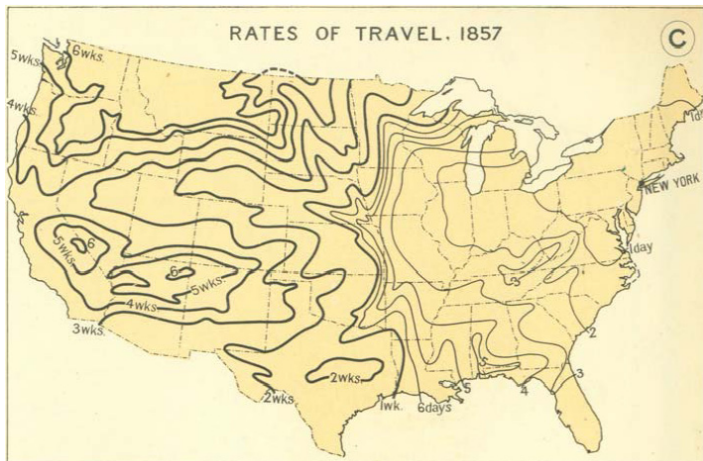 RATES OF TRAVEL, 1857
C
5wks.
6wks.
4wks.
NEW YORK
1day
5wks
6
6
5wks.
4wks
3wks.
2wks.
2wks.
1wk.
6days
5
4
3
2